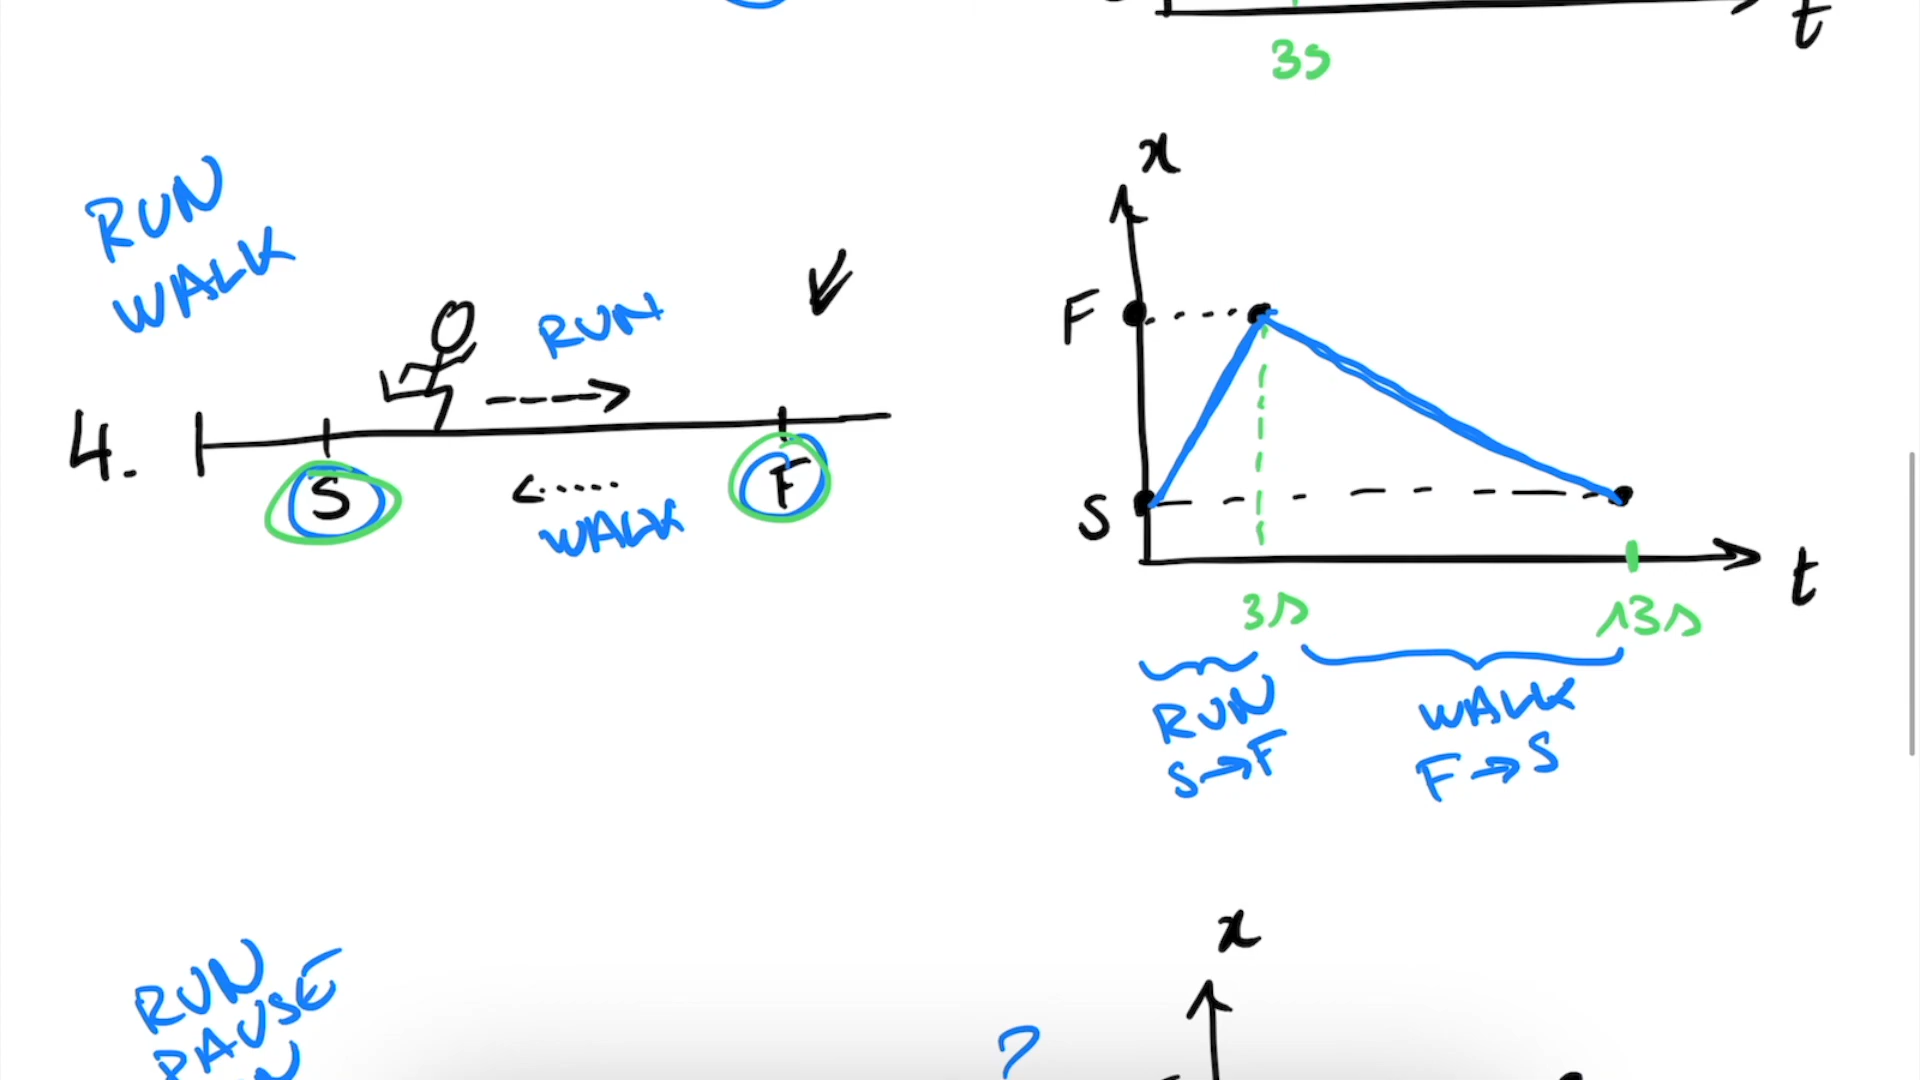 t
3s
x
RUN
WALK
RUN
F
4.
S
F
WALK
S
t
3s
13s
RUN
S→F
WALK
F→S
x
RUN
PAUSE
?